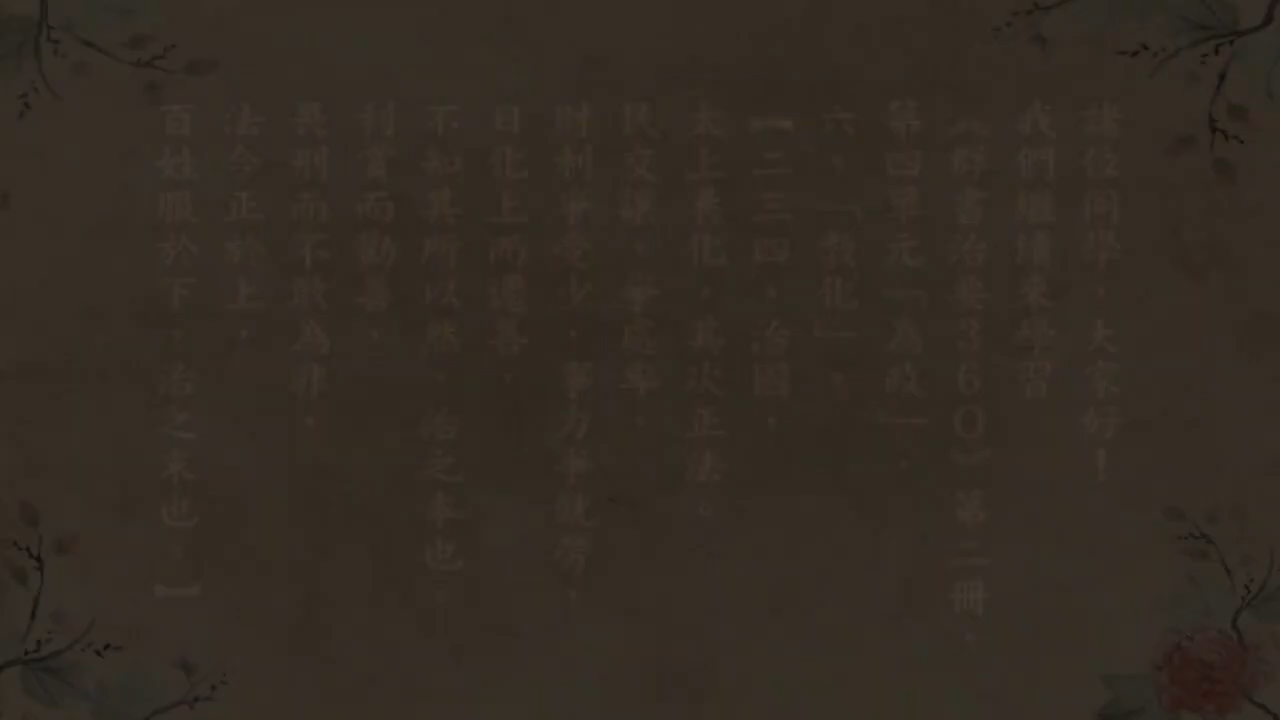 諸位同學，大家好！
我們繼續來學習
《群書治要360》第二冊，
第四單元「為政」，
六、「教化」、
【一二三四、治國，
太上養化，其次正法。
民交讓，爭處卑，
財利爭受少，事力爭就勞，
日化上而遷善，
不知其所以然，治之本也。
利賞而勸善，
畏刑而不敢為非，
法令正於上，
百姓服於下，治之末也。】